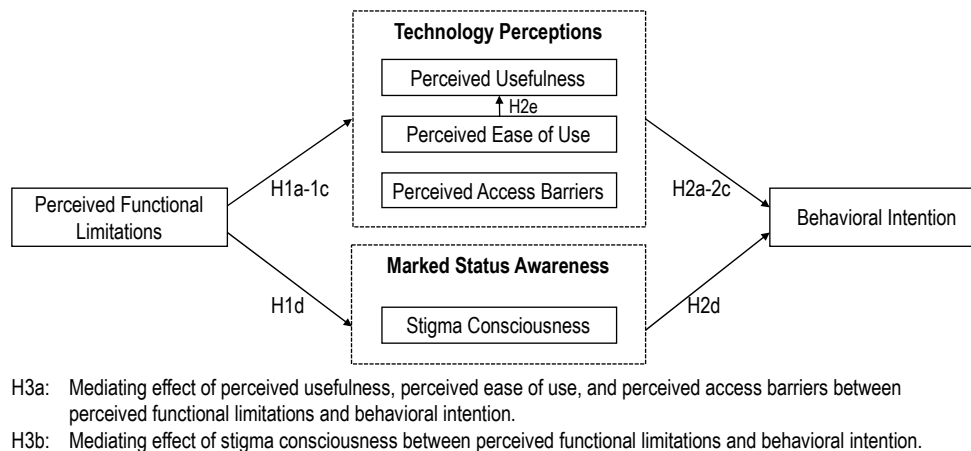 Technology Perceptions
Perceived Usefulness
H2e
Perceived Ease of Use
H1a-1c
Perceived Access Barriers
H2a-2c
Perceived Functional
Limitations
Behavioral Intention
Marked Status Awareness
H1d
Stigma Consciousness
H2d
H3a: Mediating effect of perceived usefulness, perceived ease of use, and perceived access barriers between
perceived functional limitations and behavioral intention.
H3b: Mediating effect of stigma consciousness between perceived functional limitations and behavioral intention.